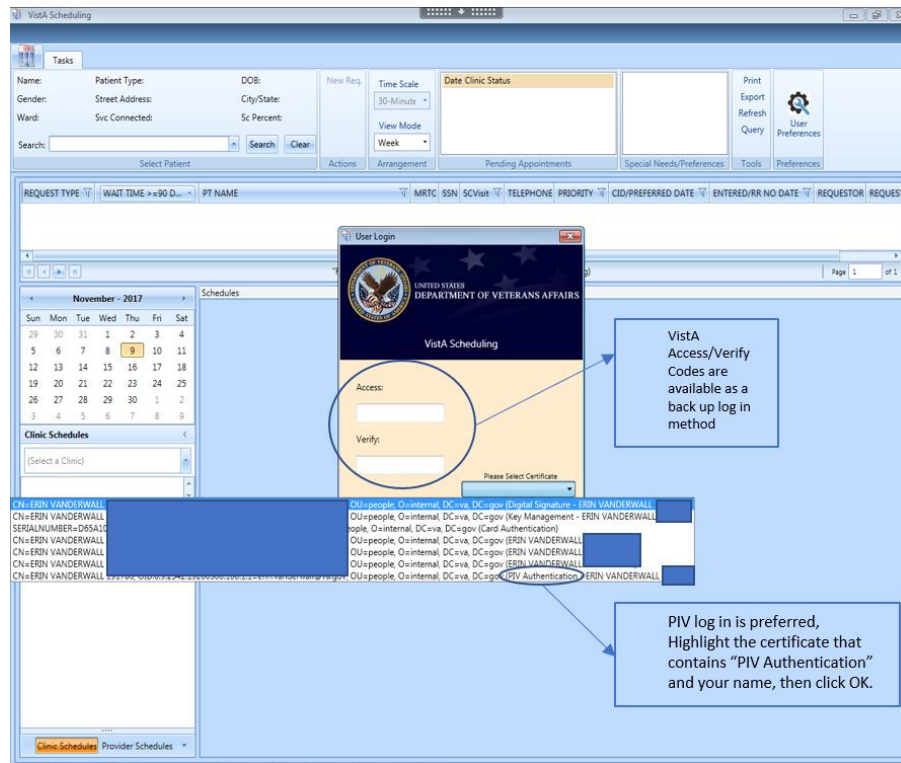 VistA Scheduling
Tasks
Name: Patient Type: DOB:
Gender: Street Address: City/State:
Ward: Svc Connected: Sc Percent:
Search: Search Clear
Select Patient
New Req.
Actions
Time Scale
30-Minute
View Mode
Week
Arrangement
Date Clinic Status
Pending Appointments
Special Needs/Preferences
Print
Export
Refresh
Query
Tools
User
Preferences
Preferences
REQUEST TYPE WAIT TIME >=90 D... PT NAME MRTC SSN SCVisit TELEPHONE PRIORITY CID/PREFERRED DATE ENTERED/RR NO DATE REQUESTOR REQUES
Page 1 of 1
November - 2017
Sun Mon Tue Wed Thu Fri Sat
29 30 31 1 2 3 4
5 6 7 8 9 10 11
12 13 14 15 16 17 18
19 20 21 22 23 24 25
26 27 28 29 30 1 2
3 4 5 6 7 8 9
Clinic Schedules
(Select a Clinic)
Schedules
User Login
UNITED STATES
DEPARTMENT OF VETERANS AFFAIRS
VistA Scheduling
Access:
Verify:
Please Select Certificate
VistA
Access/Verify
Codes are
available as a
back up log in
method
CN=ERIN VANDERWALL OU=people, O=internal, DC=va, DC=gov (Digital Signature - ERIN VANDERWALL
CN=ERIN VANDERWALL OU=people, O=internal, DC=va, DC=gov (Key Management - ERIN VANDERWALL
SERIALNUMBER=D65A1C eople, O=internal, DC=va, DC=gov (Card Authentication)
CN=ERIN VANDERWALL OU=people, O=internal, DC=va, DC=gov (ERIN VANDERWALL
CN=ERIN VANDERWALL OU=people, O=internal, DC=va, DC=gov (ERIN VANDERWALL
CN=ERIN VANDERWALL OU=people, O=internal, DC=va, DC=gov (ERIN VANDERWALL
CN=ERIN VANDERWALL OU=people, O=internal, DC=va, DC=gov (PIV Authentication - ERIN VANDERWALL
PIV log in is preferred,
Highlight the certificate that
contains “PIV Authentication”
and your name, then click OK.
Clinic Schedules Provider Schedules